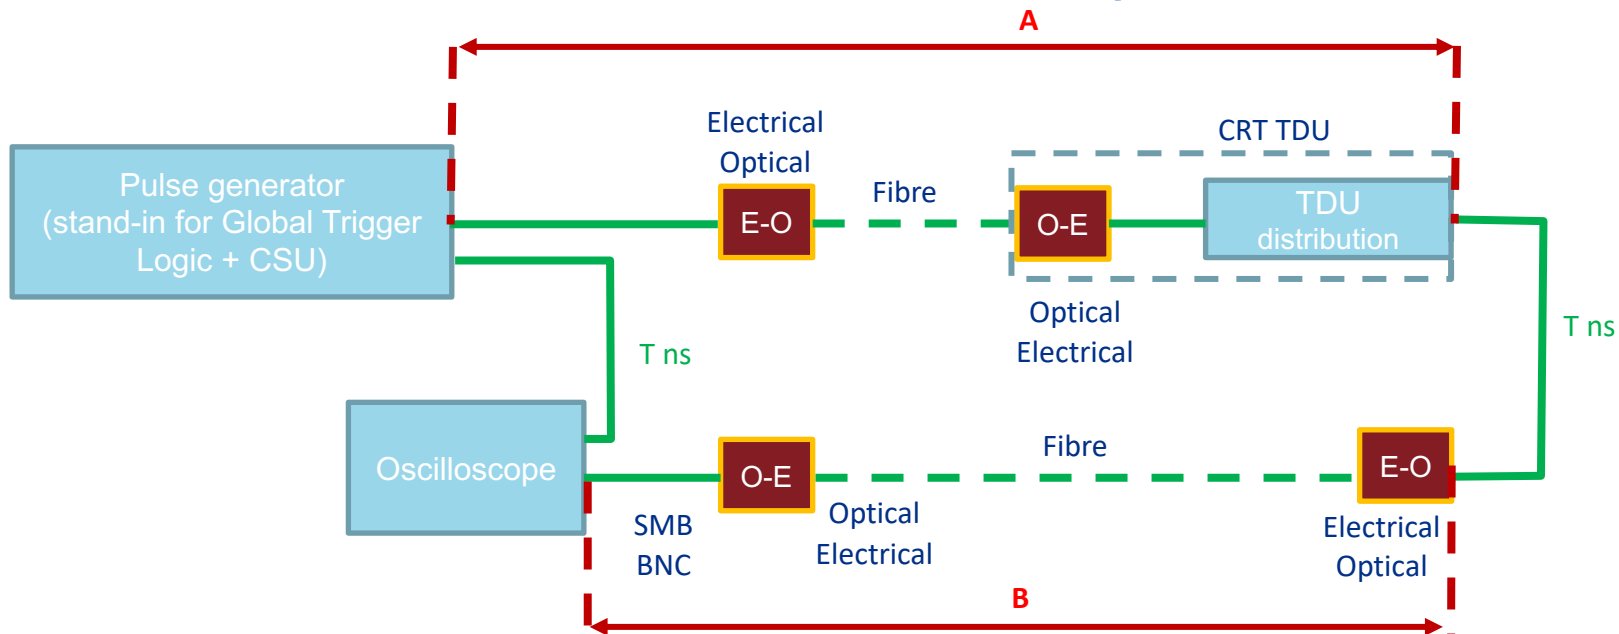 A
Electrical
Optical
CRT TDU
Pulse generator
(stand-in for Global Trigger
Logic + CSU)
E-O
Fibre
O-E
TDU
distribution
Optical
Electrical
T ns
T ns
Oscilloscope
O-E
Fibre
E-O
SMB
BNC
Optical
Electrical
Electrical
Optical
B